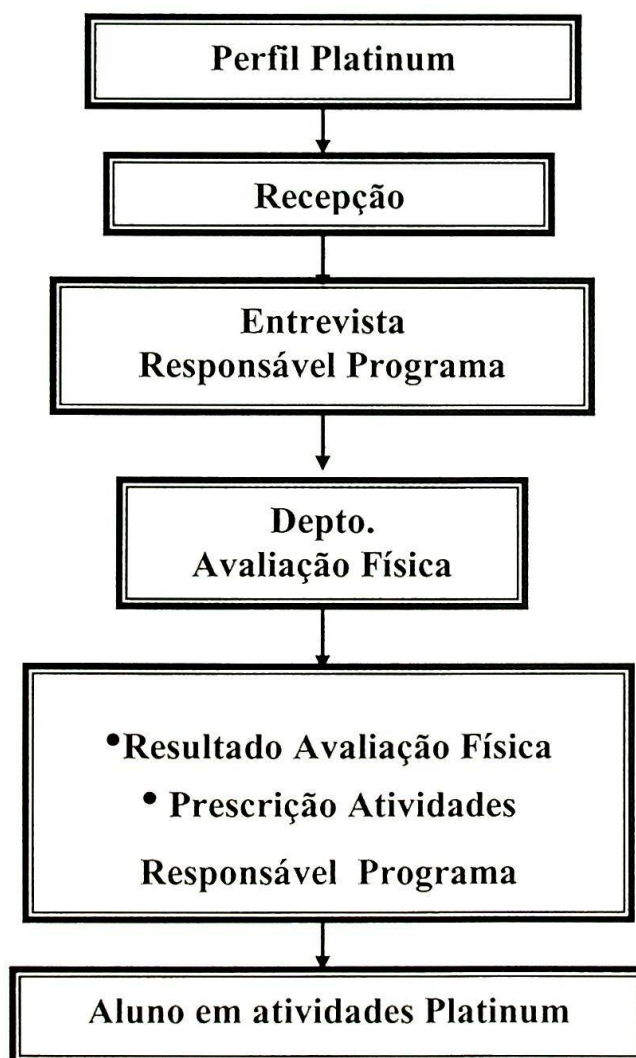 Perfil Platinum
Recepção
Entrevista
Responsável Programa
Depto.
Avaliação Física
•Resultado Avaliação Física
• Prescrição Atividades
Responsável Programa
Aluno em atividades Platinum